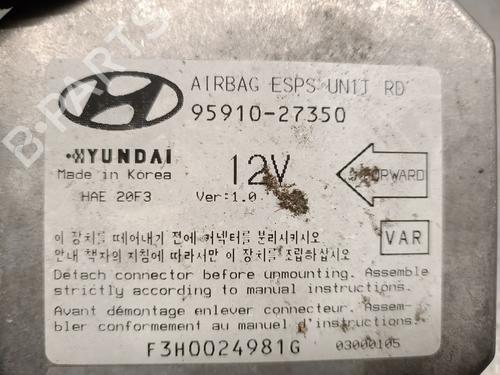 AIRBAG ESPS UNIT RD
95910-27350
HYUNDAI
Made in Korea
HAE 20F3
12V
Ver:1.0
FORWARD
VAR
이 장치를 떼어내기 전에 커넥터를 분리시키시오
안내 책자의 지침에 따라서만 이 장치를 조립하십시오
Detach connector before unmounting. Assemble
strictly according to manual instructions.
Avant démontage enlever connecteur. Assem-
bler conformement au manuel d'instructions.
F3H0024981G
03000105
B-PARTS